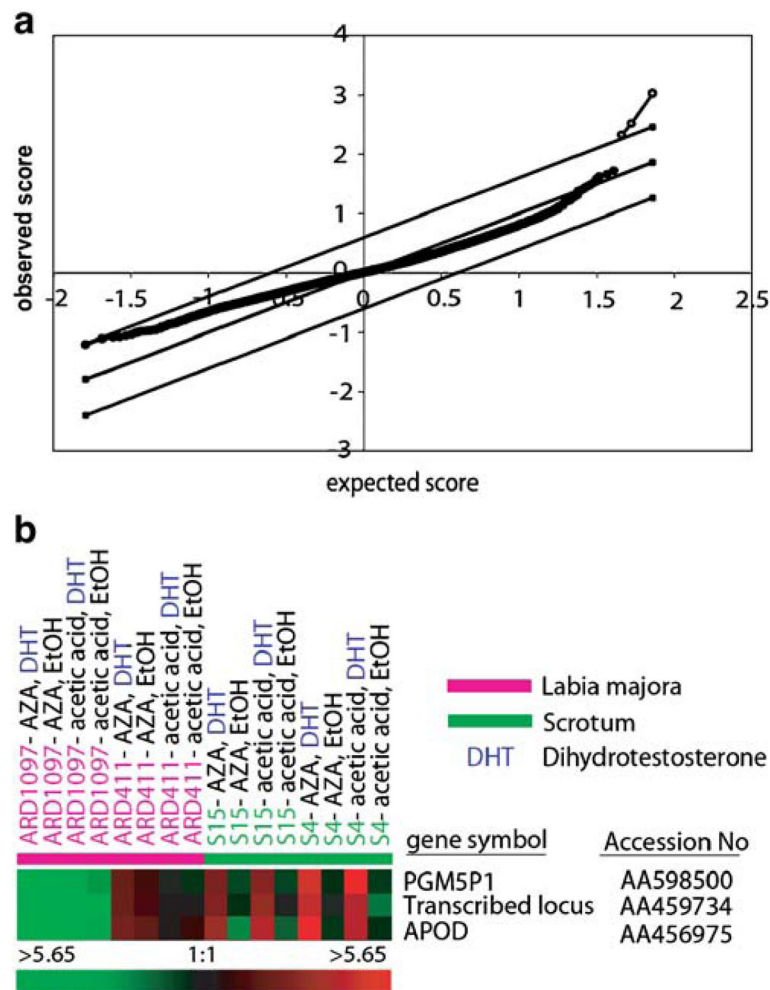 a
observed score
4
3
2
1
0
-1
-2
-3
-2 -1.5 -1 0.5 0 0.5 1 1.5 2 2.5
expected score
b
ARD1097- AZA, DHT
ARD1097- AZA, EtOH
ARD1097- acetic acid, DHT
ARD1097- acetic acid, EtOH
ARD411- AZA, DHT
ARD411- AZA, EtOH
ARD411- acetic acid, DHT
ARD411- acetic acid, EtOH
S15- AZA, DHT
S15- AZA, EtOH
S15- acetic acid, DHT
S15- acetic acid, EtOH
S4- AZA, DHT
S4- AZA, EtOH
S4- acetic acid, DHT
S4- acetic acid, EtOH
Labia majora
Scrotum
DHT Dihydrotestosterone
gene symbol Accession No
PGM5P1 AA598500
Transcribed locus AA459734
APOD AA456975
>5.65 1:1 >5.65